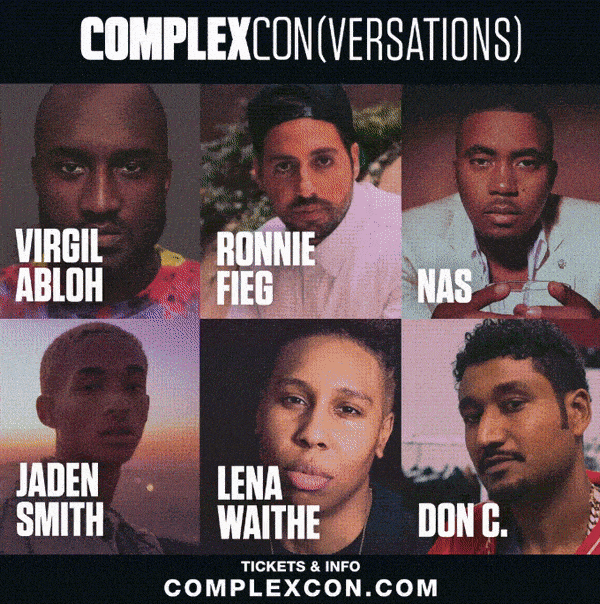 COMPLEXCON(VERSATIONS)
VIRGIL
ABLOH
RONNIE
FIEG
NAS
JADEN
SMITH
LENA
WAITHE
DON C.
TICKETS & INFO
COMPLEXCON.COM